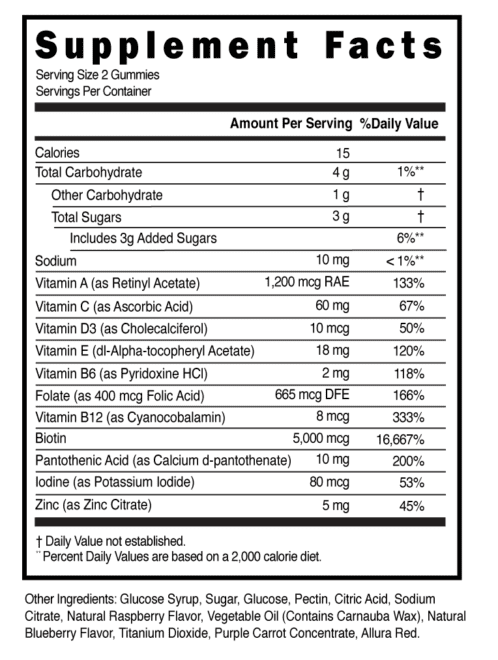 Supplement Facts
Serving Size 2 Gummies
Servings Per Container
Amount Per Serving %Daily Value
Calories 15
Total Carbohydrate 4 g 1%**
Other Carbohydrate 1 g †
Total Sugars 3 g †
Includes 3g Added Sugars 6%**
Sodium 10 mg < 1%**
Vitamin A (as Retinyl Acetate) 1,200 mcg RAE 133%
Vitamin C (as Ascorbic Acid) 60 mg 67%
Vitamin D3 (as Cholecalciferol) 10 mcg 50%
Vitamin E (dl-Alpha-tocopheryl Acetate) 18 mg 120%
Vitamin B6 (as Pyridoxine HCl) 2 mg 118%
Folate (as 400 mcg Folic Acid) 665 mcg DFE 166%
Vitamin B12 (as Cyanocobalamin) 8 mcg 333%
Biotin 5,000 mcg 16,667%
Pantothenic Acid (as Calcium d-pantothenate) 10 mg 200%
Iodine (as Potassium Iodide) 80 mcg 53%
Zinc (as Zinc Citrate) 5 mg 45%
† Daily Value not established.
** Percent Daily Values are based on a 2,000 calorie diet.
Other Ingredients: Glucose Syrup, Sugar, Glucose, Pectin, Citric Acid, Sodium
Citrate, Natural Raspberry Flavor, Vegetable Oil (Contains Carnauba Wax), Natural
Blueberry Flavor, Titanium Dioxide, Purple Carrot Concentrate, Allura Red.